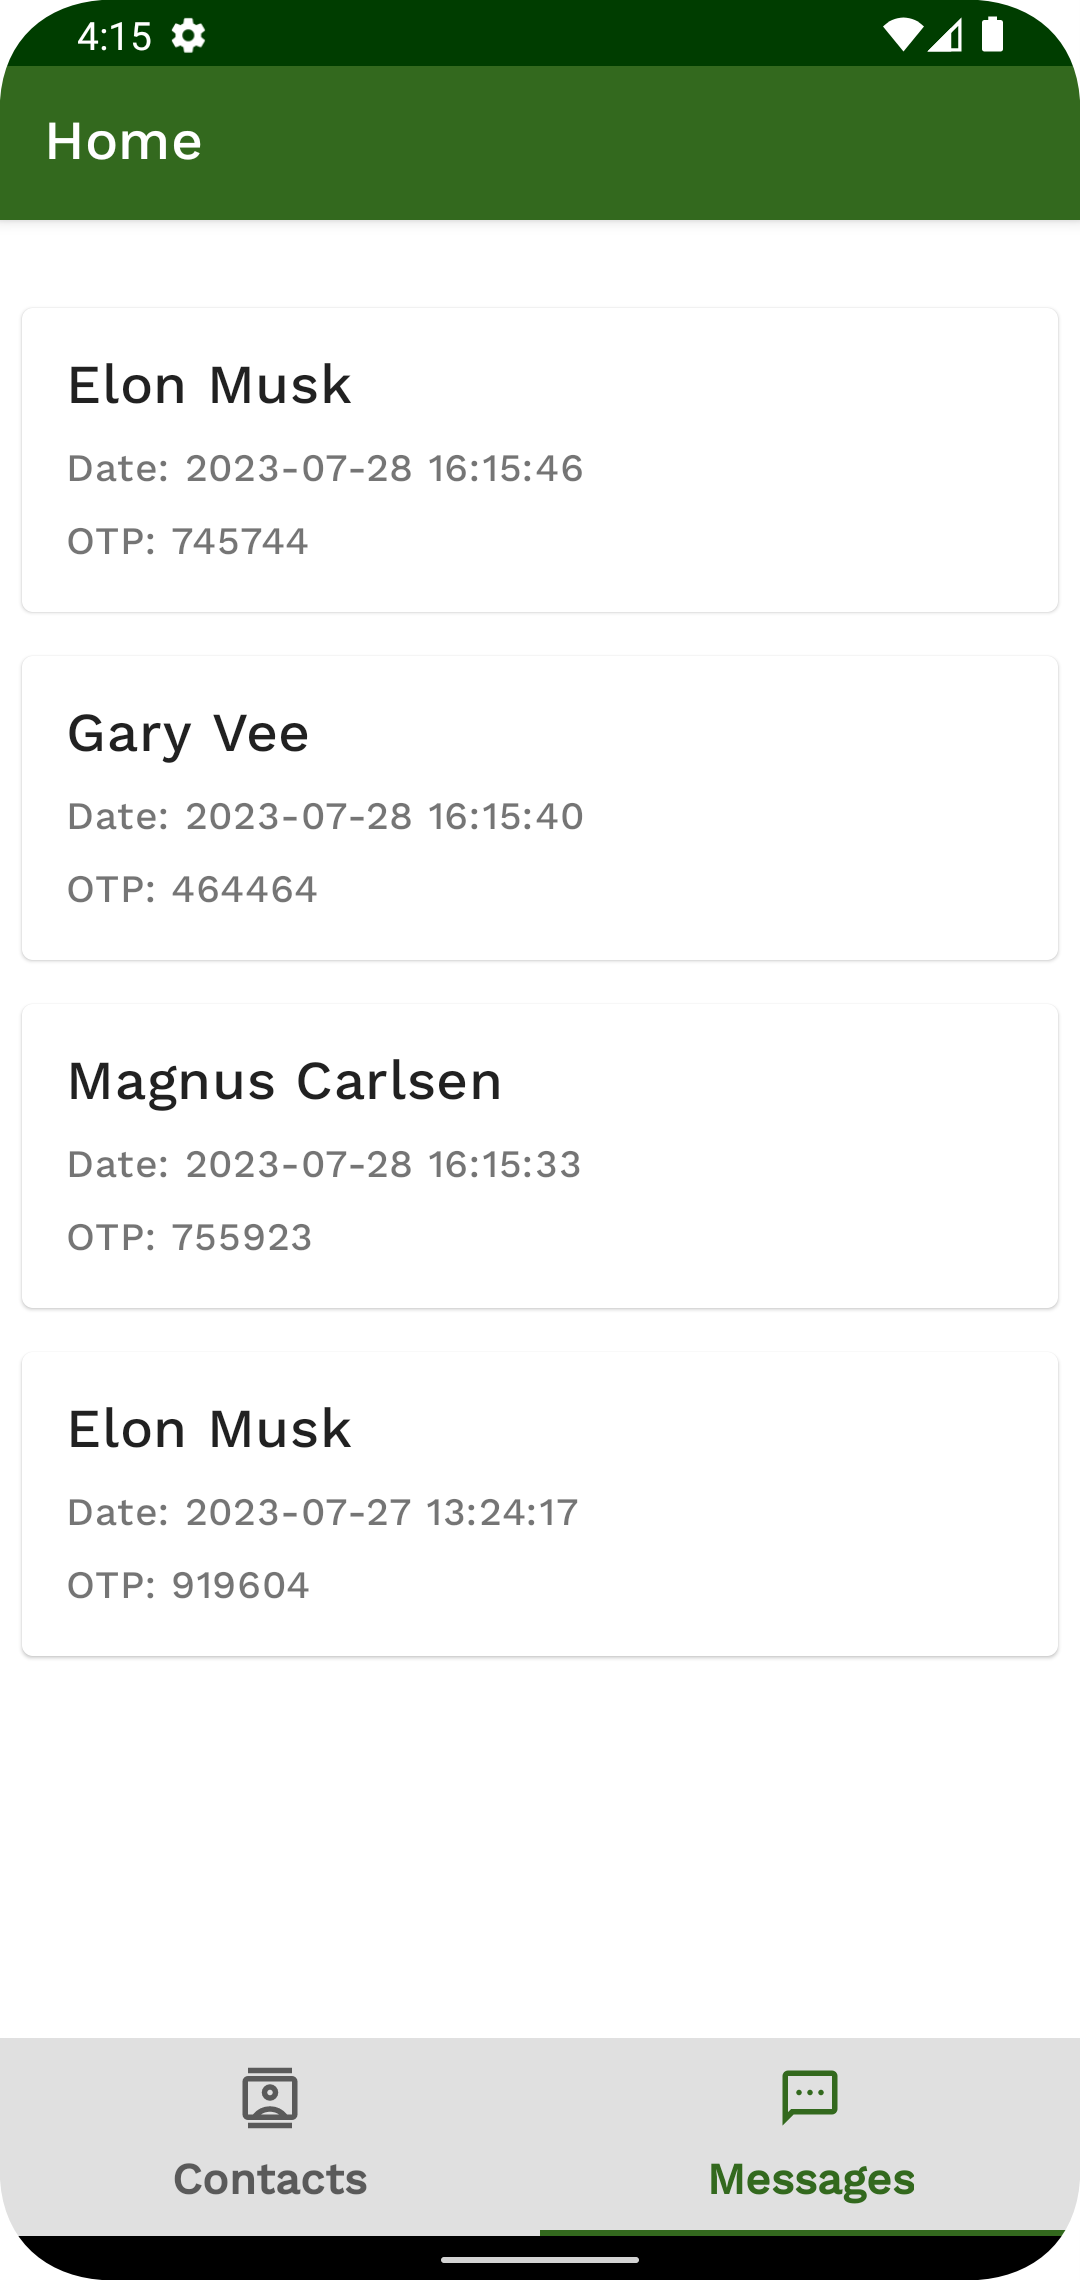 4:15
Home
Elon Musk
Date: 2023-07-28 16:15:46
OTP: 745744
Gary Vee
Date: 2023-07-28 16:15:40
OTP: 464464
Magnus Carlsen
Date: 2023-07-28 16:15:33
OTP: 755923
Elon Musk
Date: 2023-07-27 13:24:17
OTP: 919604
Contacts
Messages